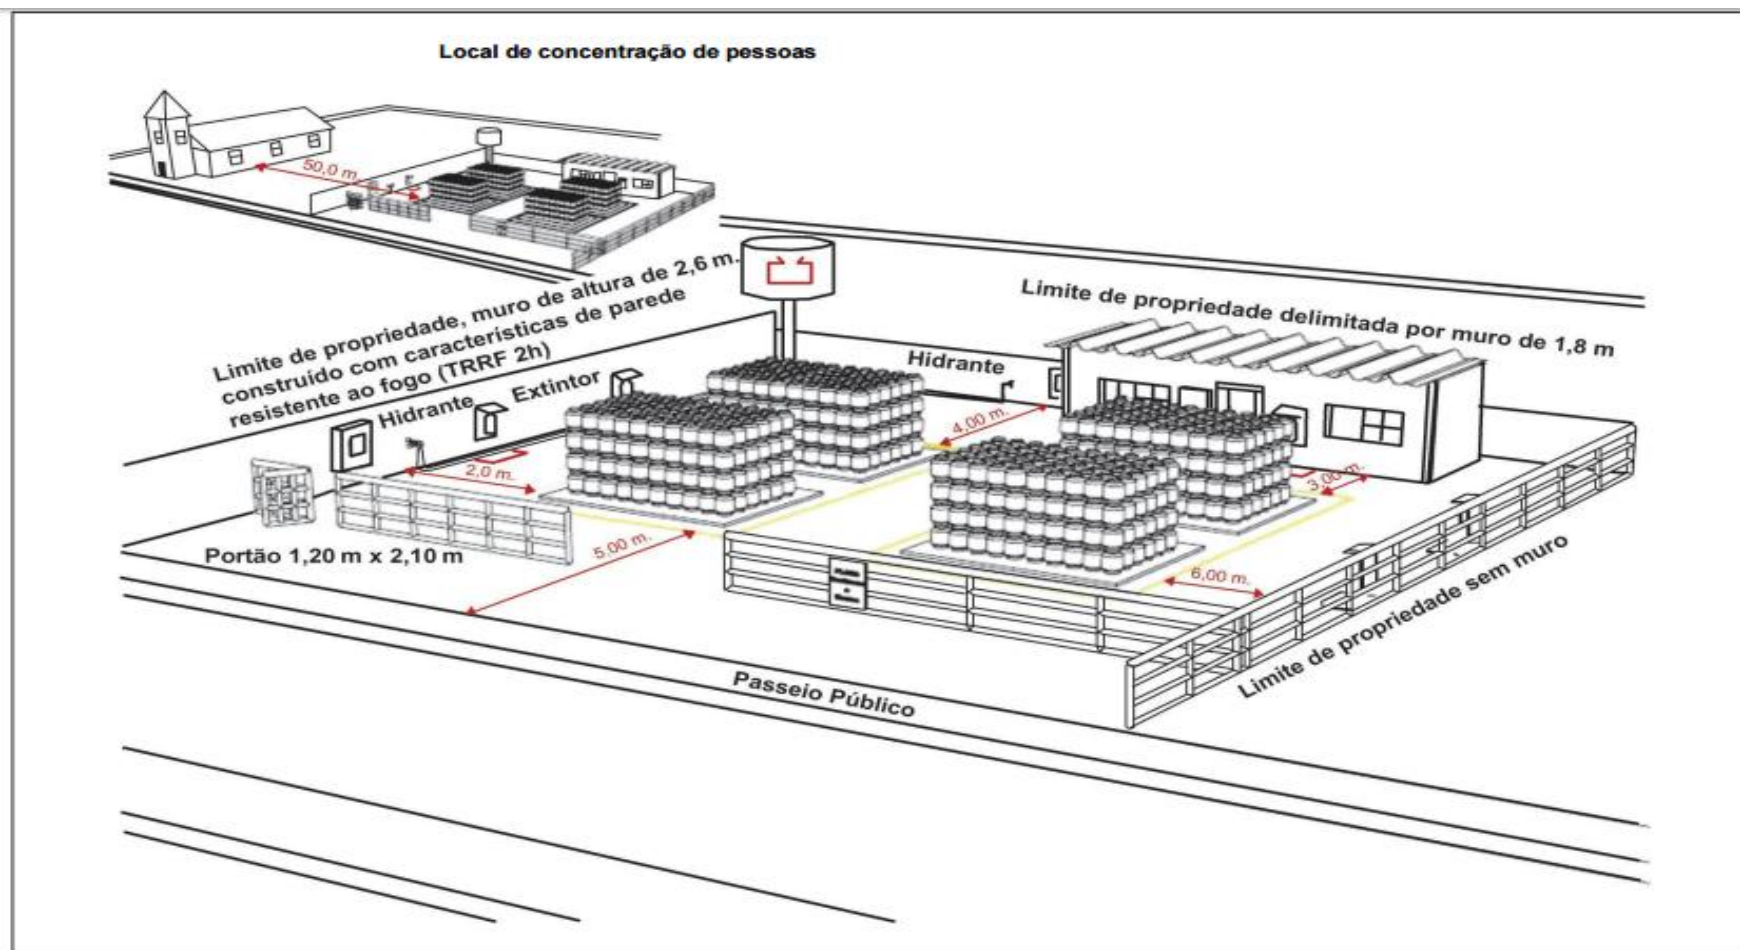 Local de concentração de pessoas
50,0 m.
Limite de propriedade, muro de altura de 2,6 m.
construido com características de parede
resistente ao fogo (TRRF 2h)
Limite de propriedade delimitada por muro de 1,8 m
Hidrante
Extintor
Hidrante
4,00 m.
2,0 m.
3,00 m.
Portão 1,20 m x 2,10 m
5,00 m.
6,00 m.
Limite de propriedade sem muro
Passeio Público